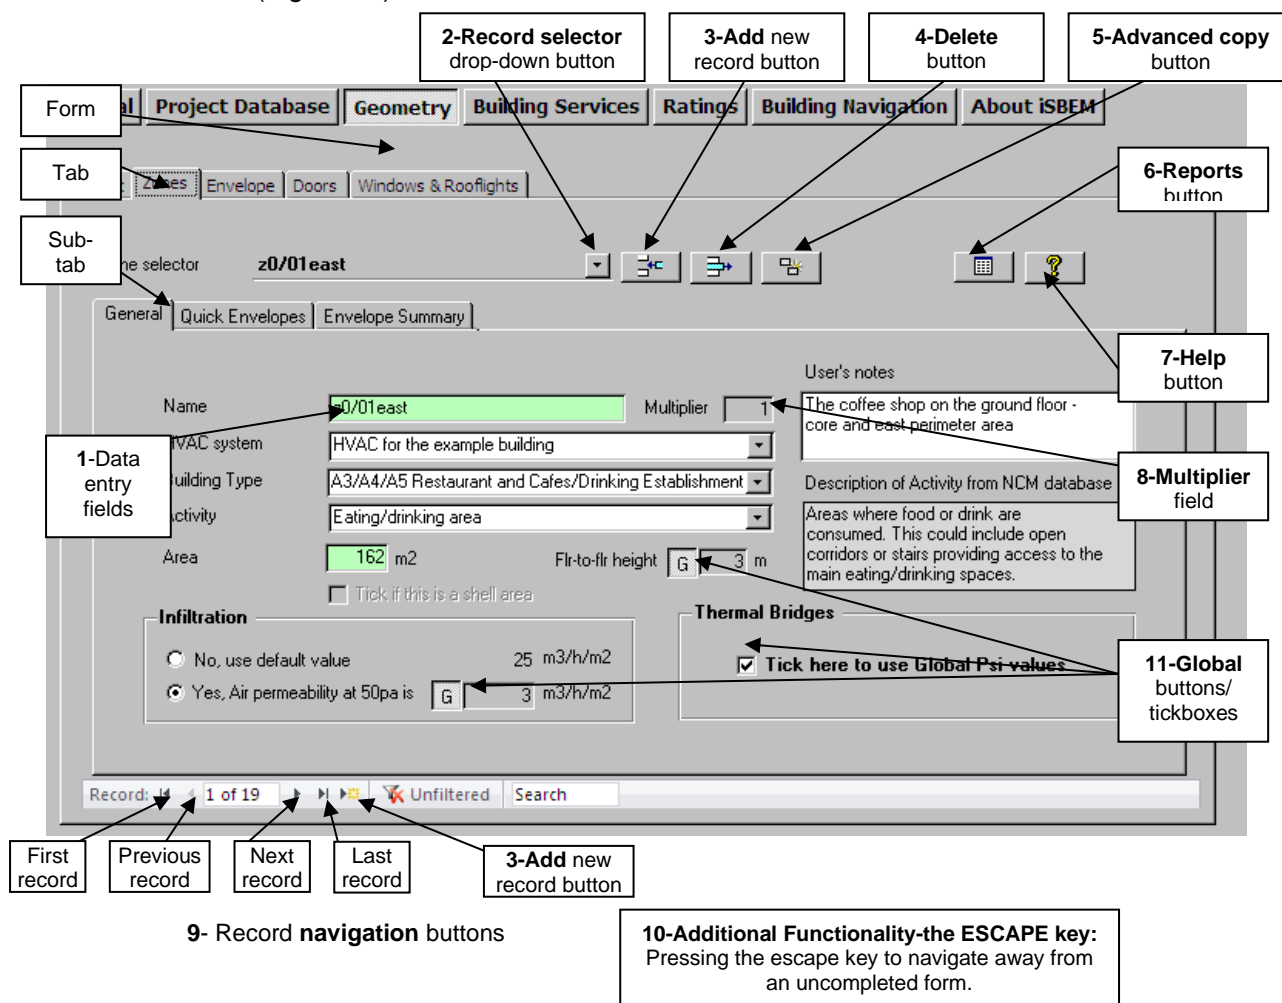 2-Record selector
drop-down button
3-Add new
record button
4-Delete
button
5-Advanced copy
button
Form
Project Database
Geometry
Building Services
Ratings
Building Navigation
About iSBEM
Tab
Zones
Envelope
Doors
Windows & Rooflights
6-Reports
button
Sub-
tab
ne selector
z0/01east
General
Quick Envelopes
Envelope Summary
7-Help
button
User's notes
Name
z0/01east
Multiplier
1
The coffee shop on the ground floor -
core and east perimeter area
1-Data
entry
fields
HVAC system
HVAC for the example building
Building Type
A3/A4/A5 Restaurant and Cafes/Drinking Establishment
Description of Activity from NCM database
8-Multiplier
field
Activity
Eating/drinking area
Areas where food or drink are
consumed. This could include open
corridors or stairs providing access to the
main eating/drinking spaces.
Area
162 m2
Flr-to-flr height
G
3 m
Tick if this is a shell area
Infiltration
Thermal Bridges
No, use default value
25 m3/h/m2
Tick here to use Global Psi values
Yes, Air permeability at 50pa is
G
3 m3/h/m2
11-Global
buttons/
tickboxes
Record:
1 of 19
Unfiltered
Search
First
record
Previous
record
Next
record
Last
record
3-Add new
record button
9- Record navigation buttons
10-Additional Functionality-the ESCAPE key:
Pressing the escape key to navigate away from
an uncompleted form.